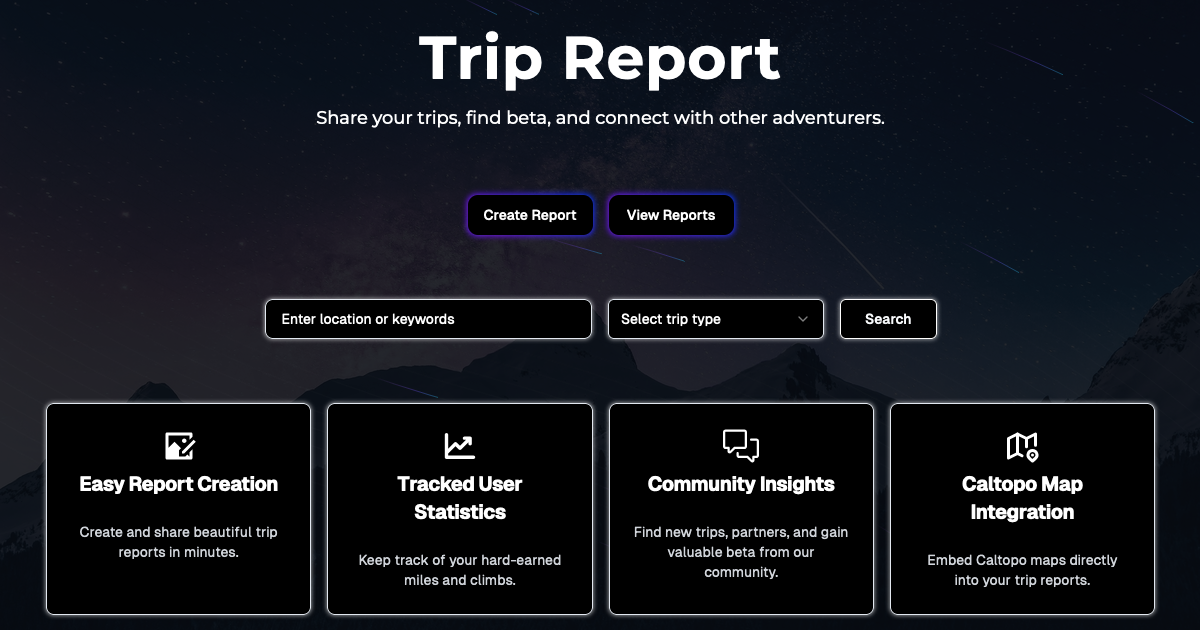 Trip Report
Share your trips, find beta, and connect with other adventurers.
Create Report
View Reports
Enter location or keywords
Select trip type
Search
Easy Report Creation
Create and share beautiful trip
reports in minutes.
Tracked User
Statistics
Keep track of your hard-earned
miles and climbs.
Community Insights
Find new trips, partners, and gain
valuable beta from our
community.
Caltopo Map
Integration
Embed Caltopo maps directly
into your trip reports.